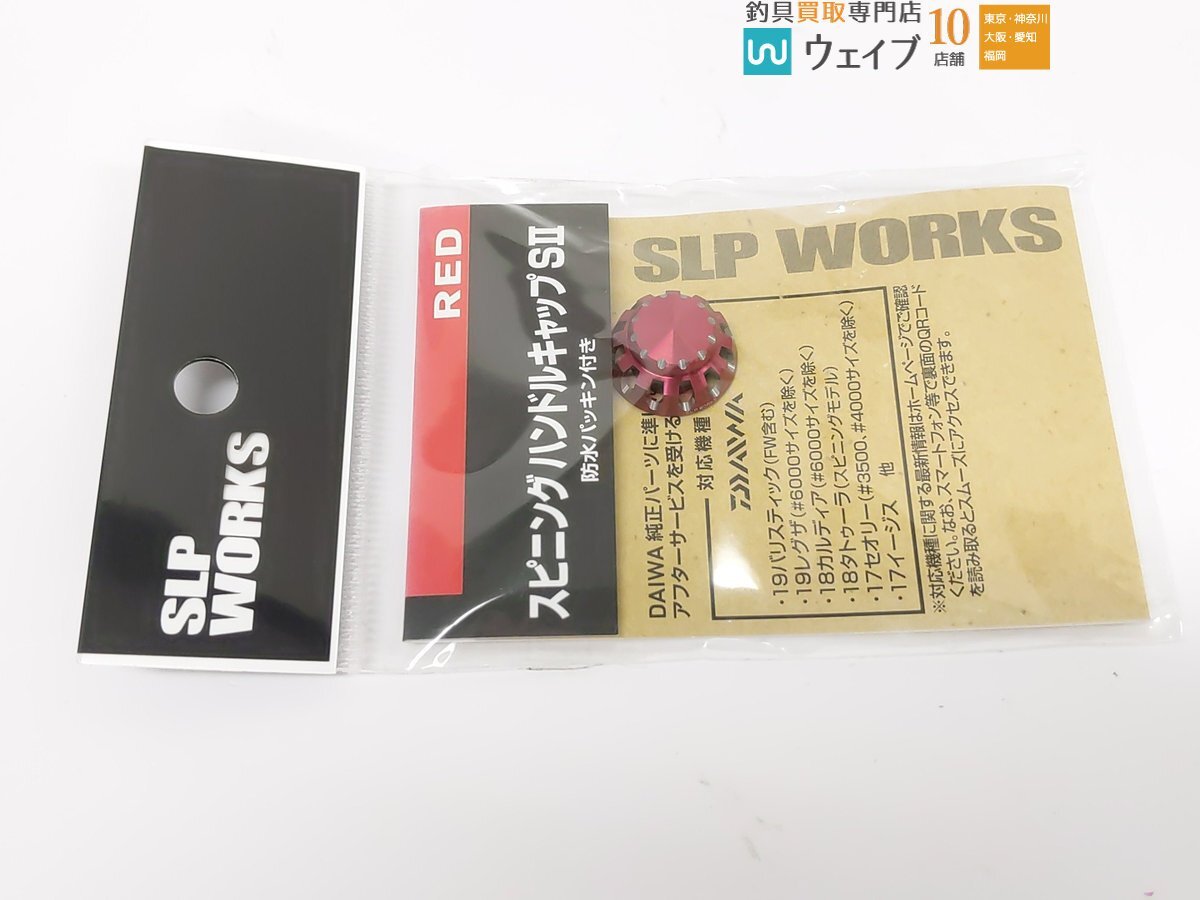 釣具買取専門店
ウェイブ
10
店舗
東京・神奈川
大阪・愛知
福岡
SLP
WORKS
RED
スピニングハンドルキャップSⅡ
防水パッキン付き
SLP WORKS
DAIWA 純正パーツに準
アフターサービスを受ける
対応機種
DAIWA
・19バリスティック(FW含む)
・19レグザ(#6000サイズを除く)
・18カルディア(#6000サイズを除く)
・18タトゥーラ(スピニングモデル)
・17セオリー(#3500、#4000サイズを除く)
・17イージス 他
※対応機種に関する最新情報はホームページでご確認
ください。なお、スマートフォン等で裏面のQRコード
を読み取るとスムーズにアクセスできます。